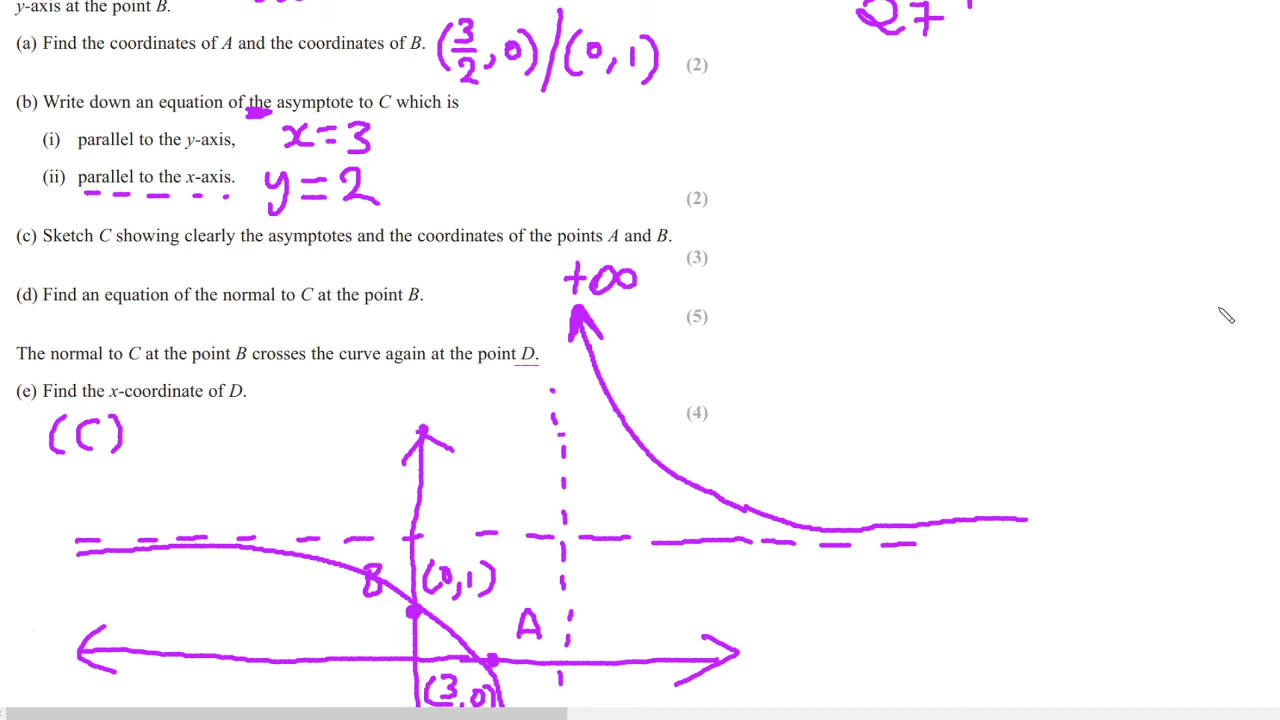 y-axis at the point B.
27
(a) Find the coordinates of A and the coordinates of B. (3/2, 0) / (0, 1)
(2)
(b) Write down an equation of the asymptote to C which is
(i) parallel to the y-axis, x = 3
(ii) parallel to the x-axis. y = 2
(2)
(c) Sketch C showing clearly the asymptotes and the coordinates of the points A and B.
(3)
+∞
(d) Find an equation of the normal to C at the point B.
(5)
The normal to C at the point B crosses the curve again at the point D.
(e) Find the x-coordinate of D.
(4)
(C)
B (0,1)
A
(3, 0)